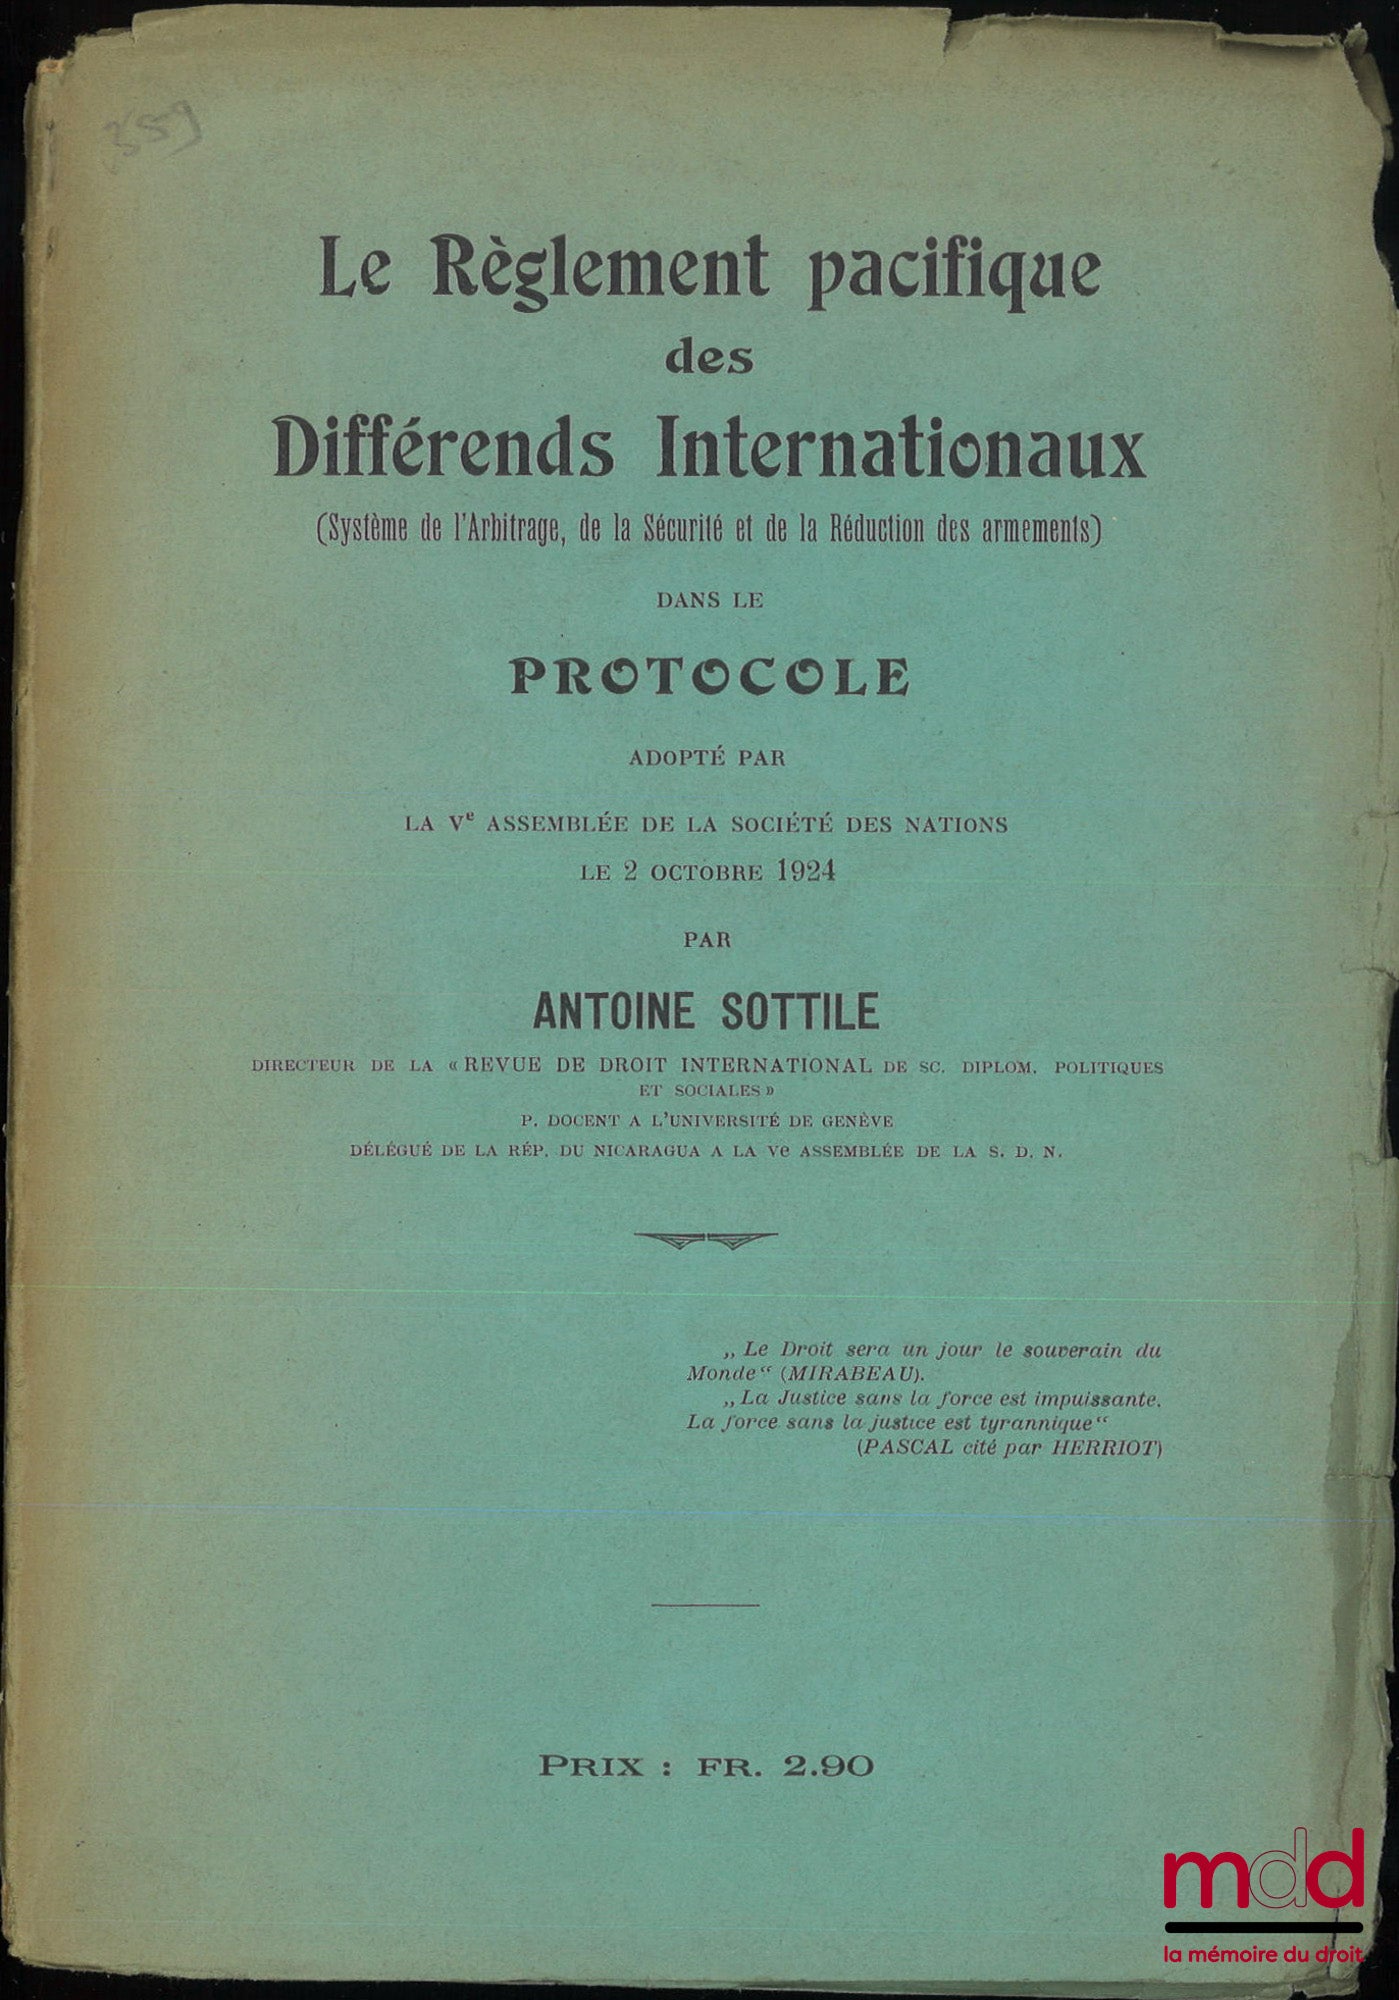 359
Le Règlement pacifique
des
Différends Internationaux
(Système de l'Arbitrage, de la Sécurité et de la Réduction des armements)
DANS LE
PROTOCOLE
ADOPTÉ PAR
LA Ve ASSEMBLÉE DE LA SOCIÉTÉ DES NATIONS
LE 2 OCTOBRE 1924
PAR
ANTOINE SOTTILE
DIRECTEUR DE LA « REVUE DE DROIT INTERNATIONAL DE SC. DIPLOM. POLITIQUES
ET SOCIALES »
P. DOCENT A L'UNIVERSITÉ DE GENÈVE
DÉLÉGUÉ DE LA RÉP. DU NICARAGUA A LA Ve ASSEMBLÉE DE LA S. D. N.
„Le Droit sera un jour le souverain du
Monde“ (MIRABEAU).
„La Justice sans la force est impuissante.
La force sans la justice est tyrannique“
(PASCAL cité par HERRIOT)
PRIX : FR. 2.90
mdd
la mémoire du droit